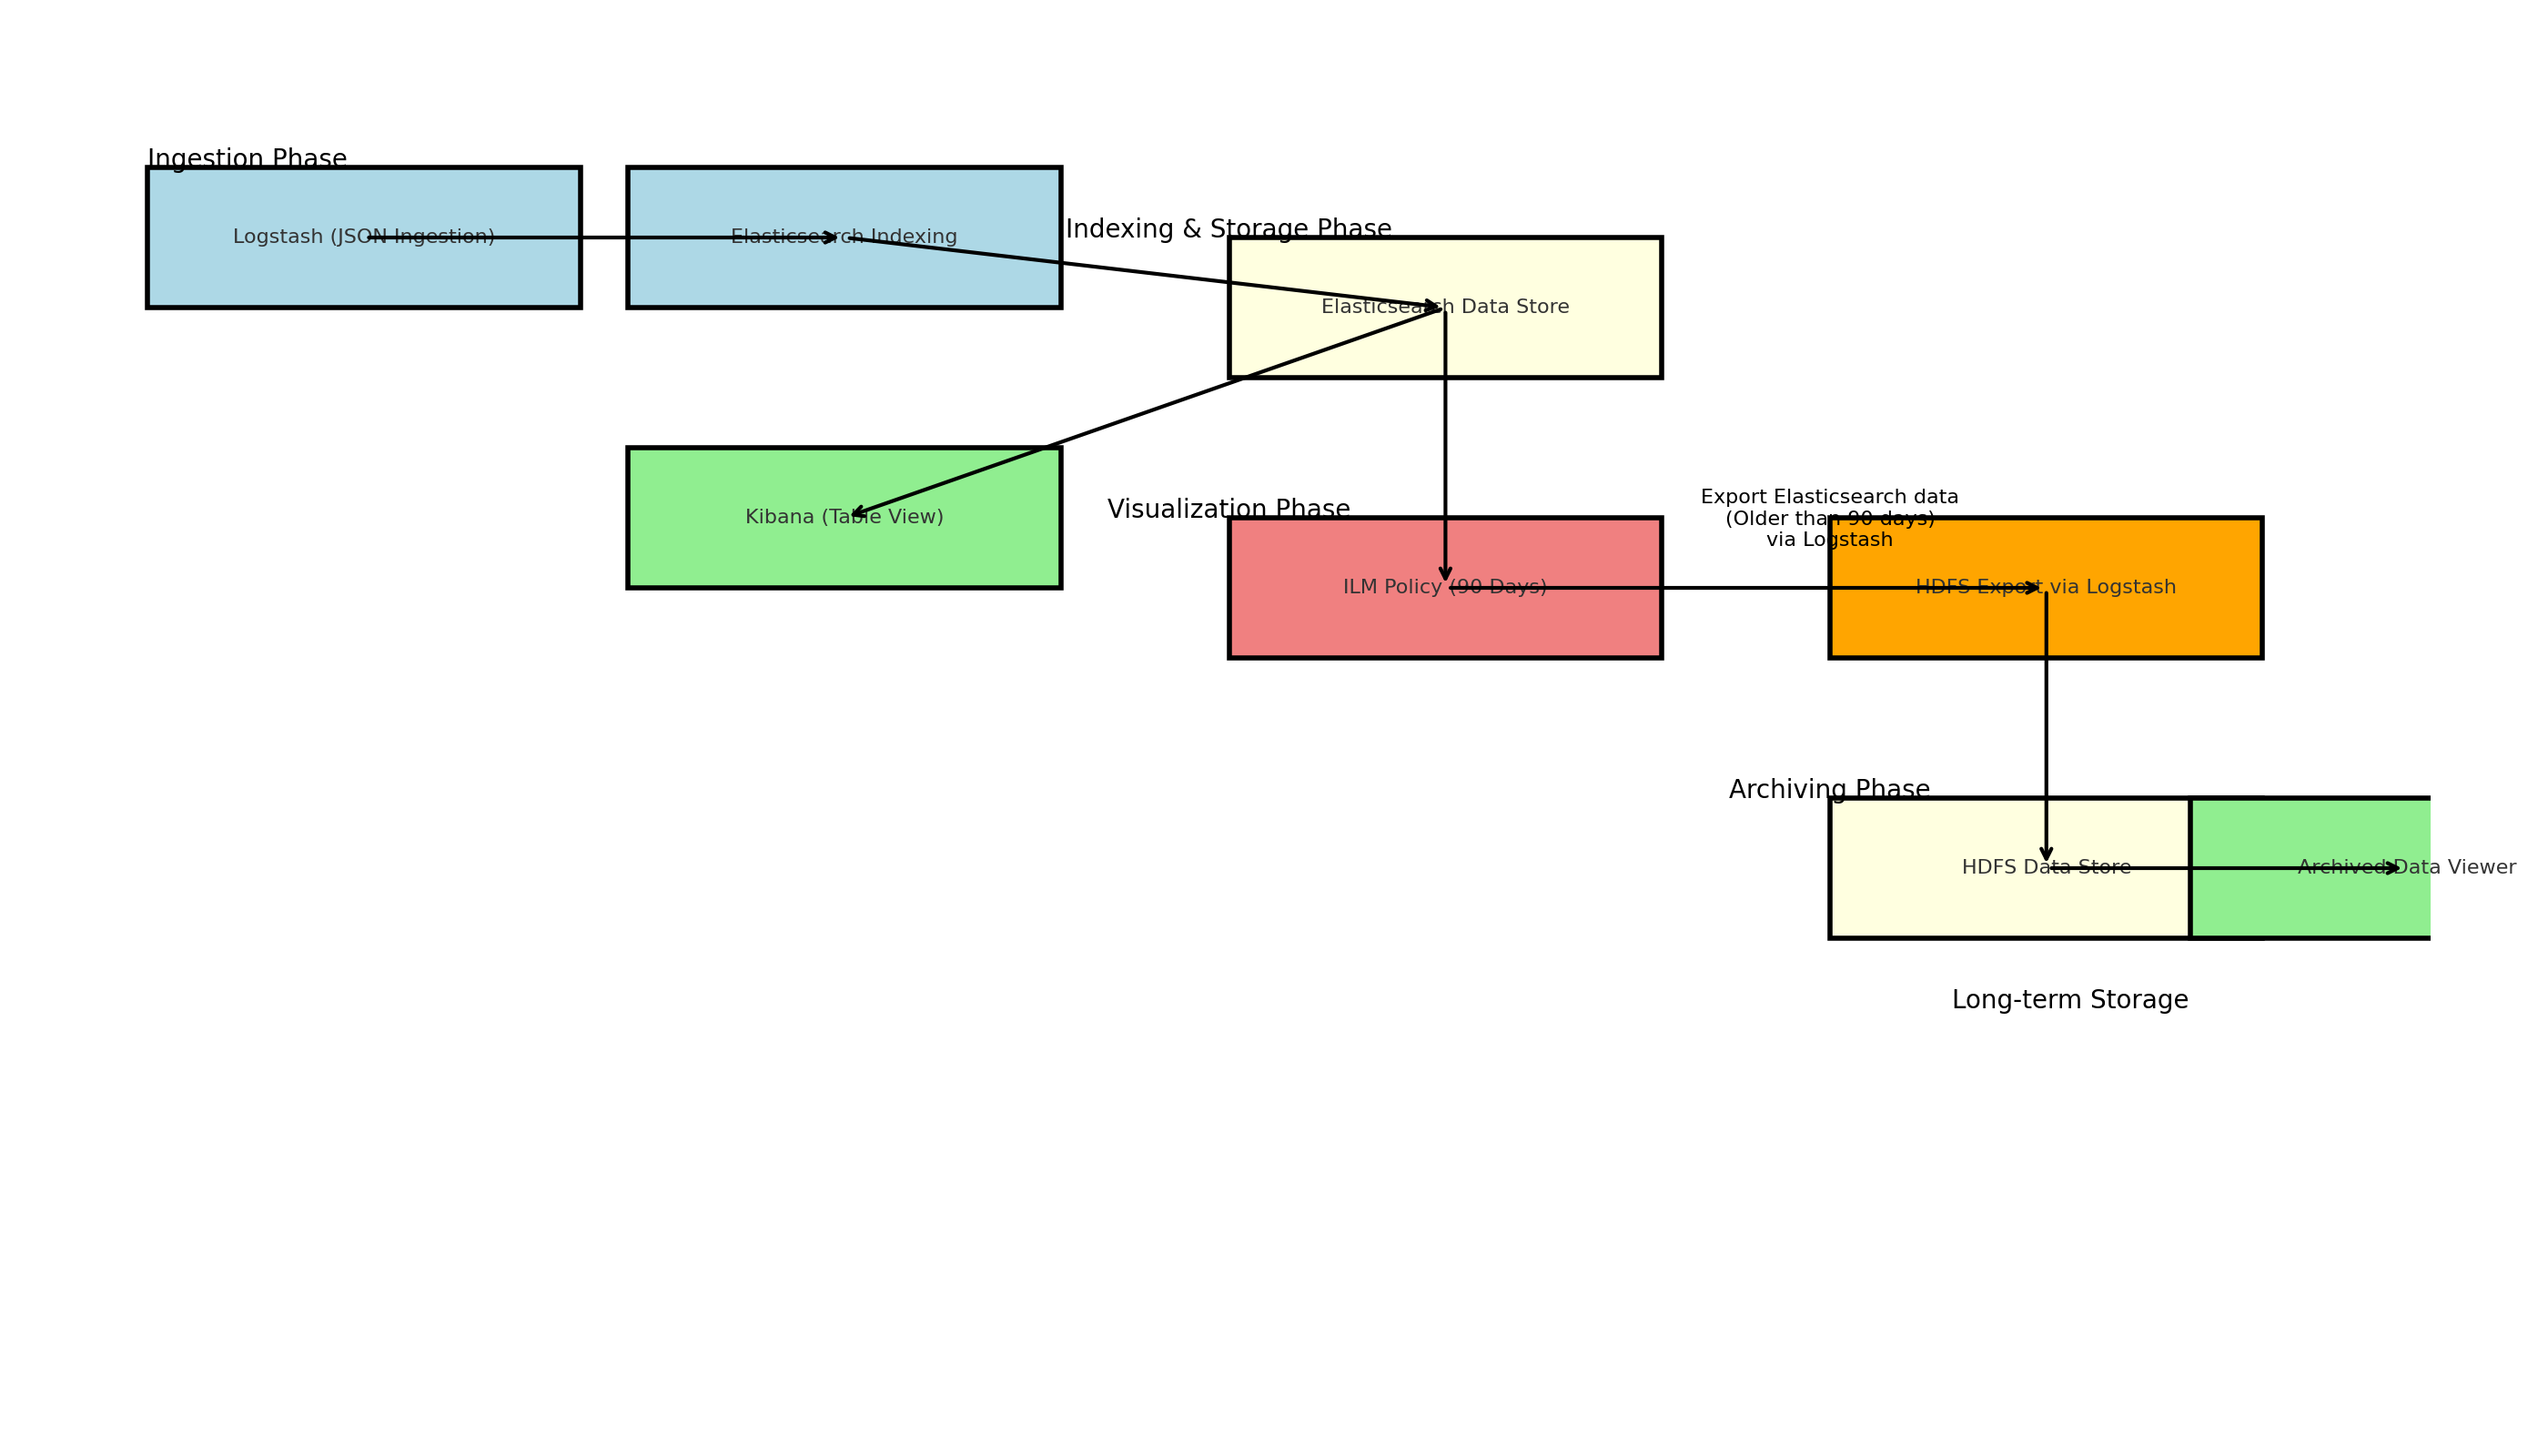 Ingestion Phase
Logstash (JSON Ingestion)
Elasticsearch Indexing
Indexing & Storage Phase
Elasticsearch Data Store
Kibana (Table View)
Visualization Phase
ILM Policy (90 Days)
Export Elasticsearch data
(Older than 90 days)
via Logstash
HDFS Export via Logstash
Archiving Phase
HDFS Data Store
Archived Data Viewer
Long-term Storage